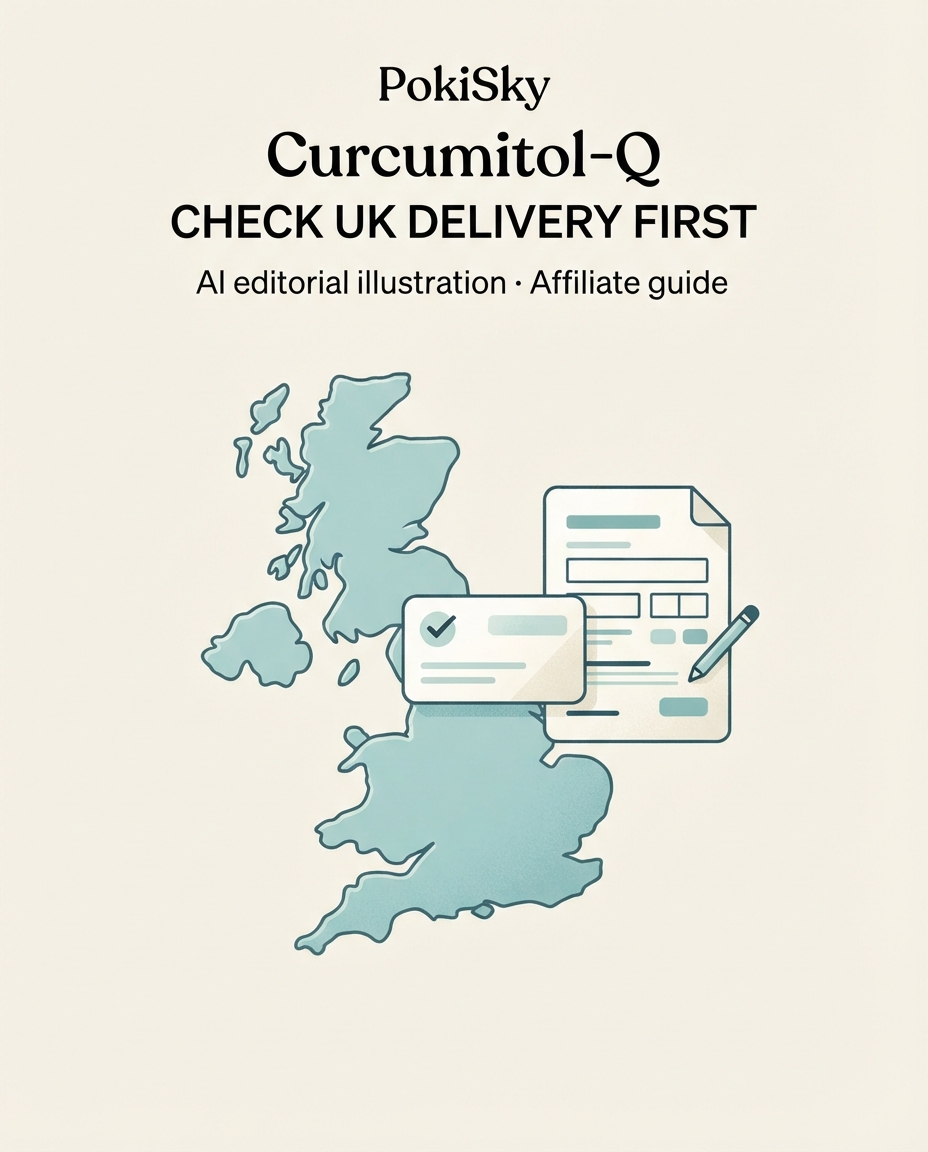 PokiSky
Curcumitol-Q
CHECK UK DELIVERY FIRST
AI editorial illustration · Affiliate guide